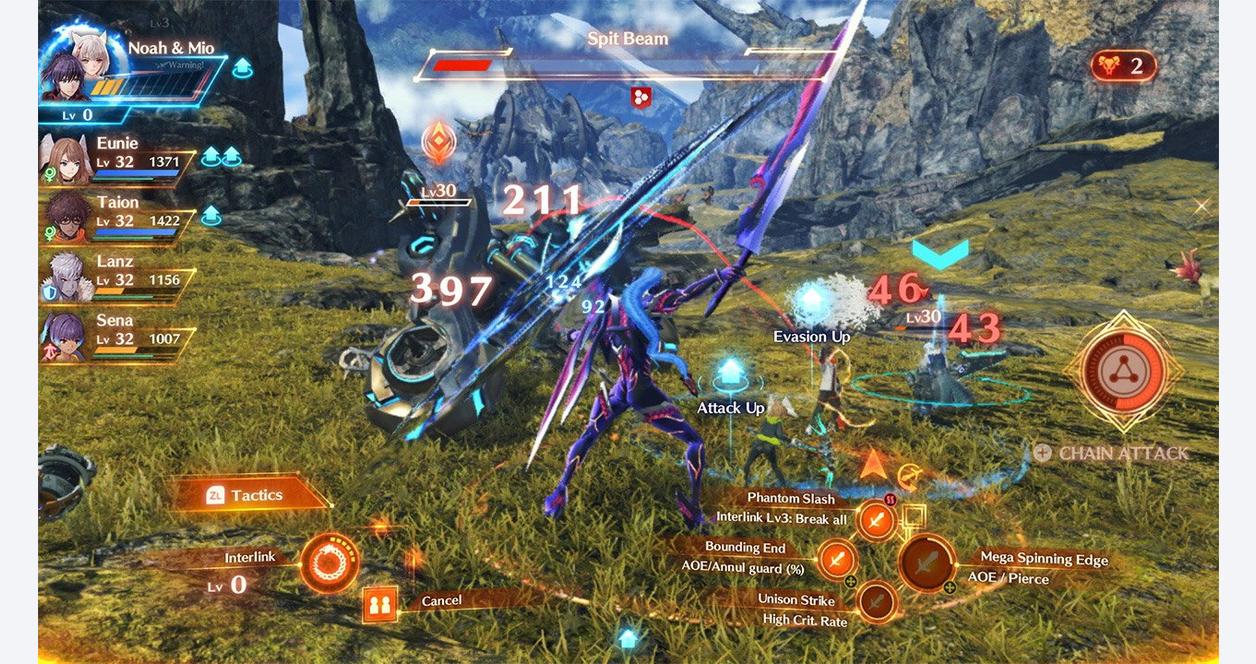 Lv3
Spit Beam
Noah & Mio
Warning!
2
Lv 0
Eunie
Lv 32 1371
Lv30
211
Taion
Lv 32 1422
Lanz
Lv 32 1156
397
124
46
92
Lv30
43
Evasion Up
Sena
Lv 32 1007
Attack Up
+ CHAIN ATTACK
ZL Tactics
Phantom Slash
Interlink Lv3: Break all
Bounding End
AOE/Annul guard (%)
Interlink
Lv 0
Mega Spinning Edge
AOE / Pierce
Cancel
Unison Strike
High Crit. Rate